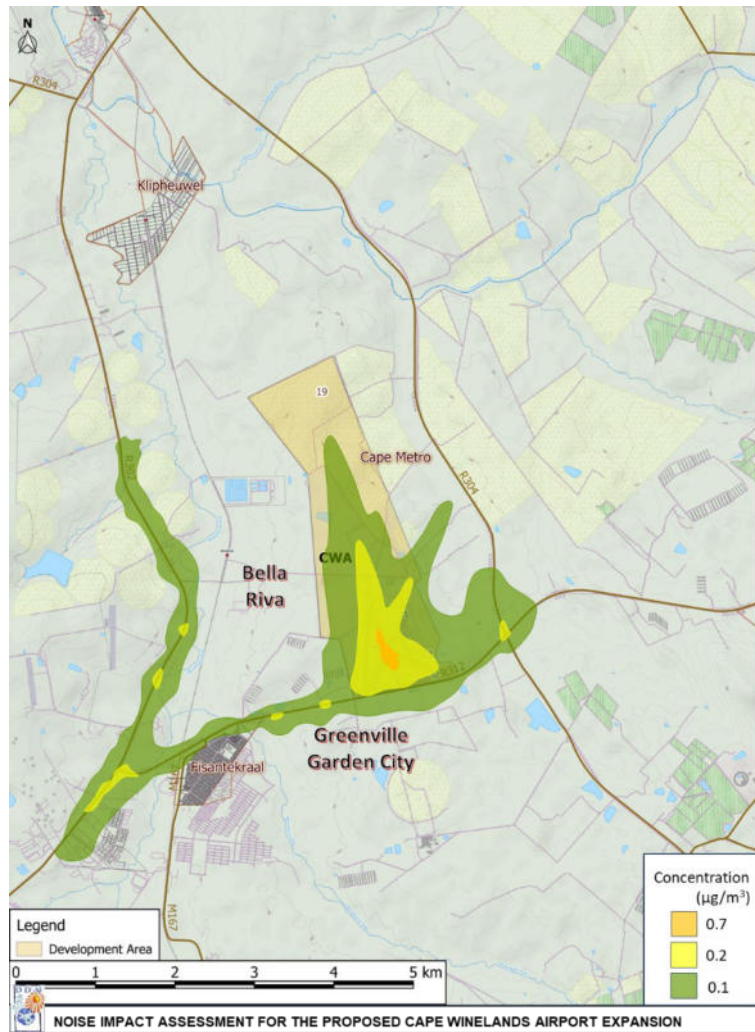 N
R304
Klipheuwel
19
Cape Metro
R302
R304
CWA
Bella
Riva
R312
Greenville
Garden City
Fisantekraal
M167
Legend
Development Area
0 1 2 3 4 5 km
Concentration
(µg/m³)
0.7
0.2
0.1
NOISE IMPACT ASSESSMENT FOR THE PROPOSED CAPE WINELANDS AIRPORT EXPANSION